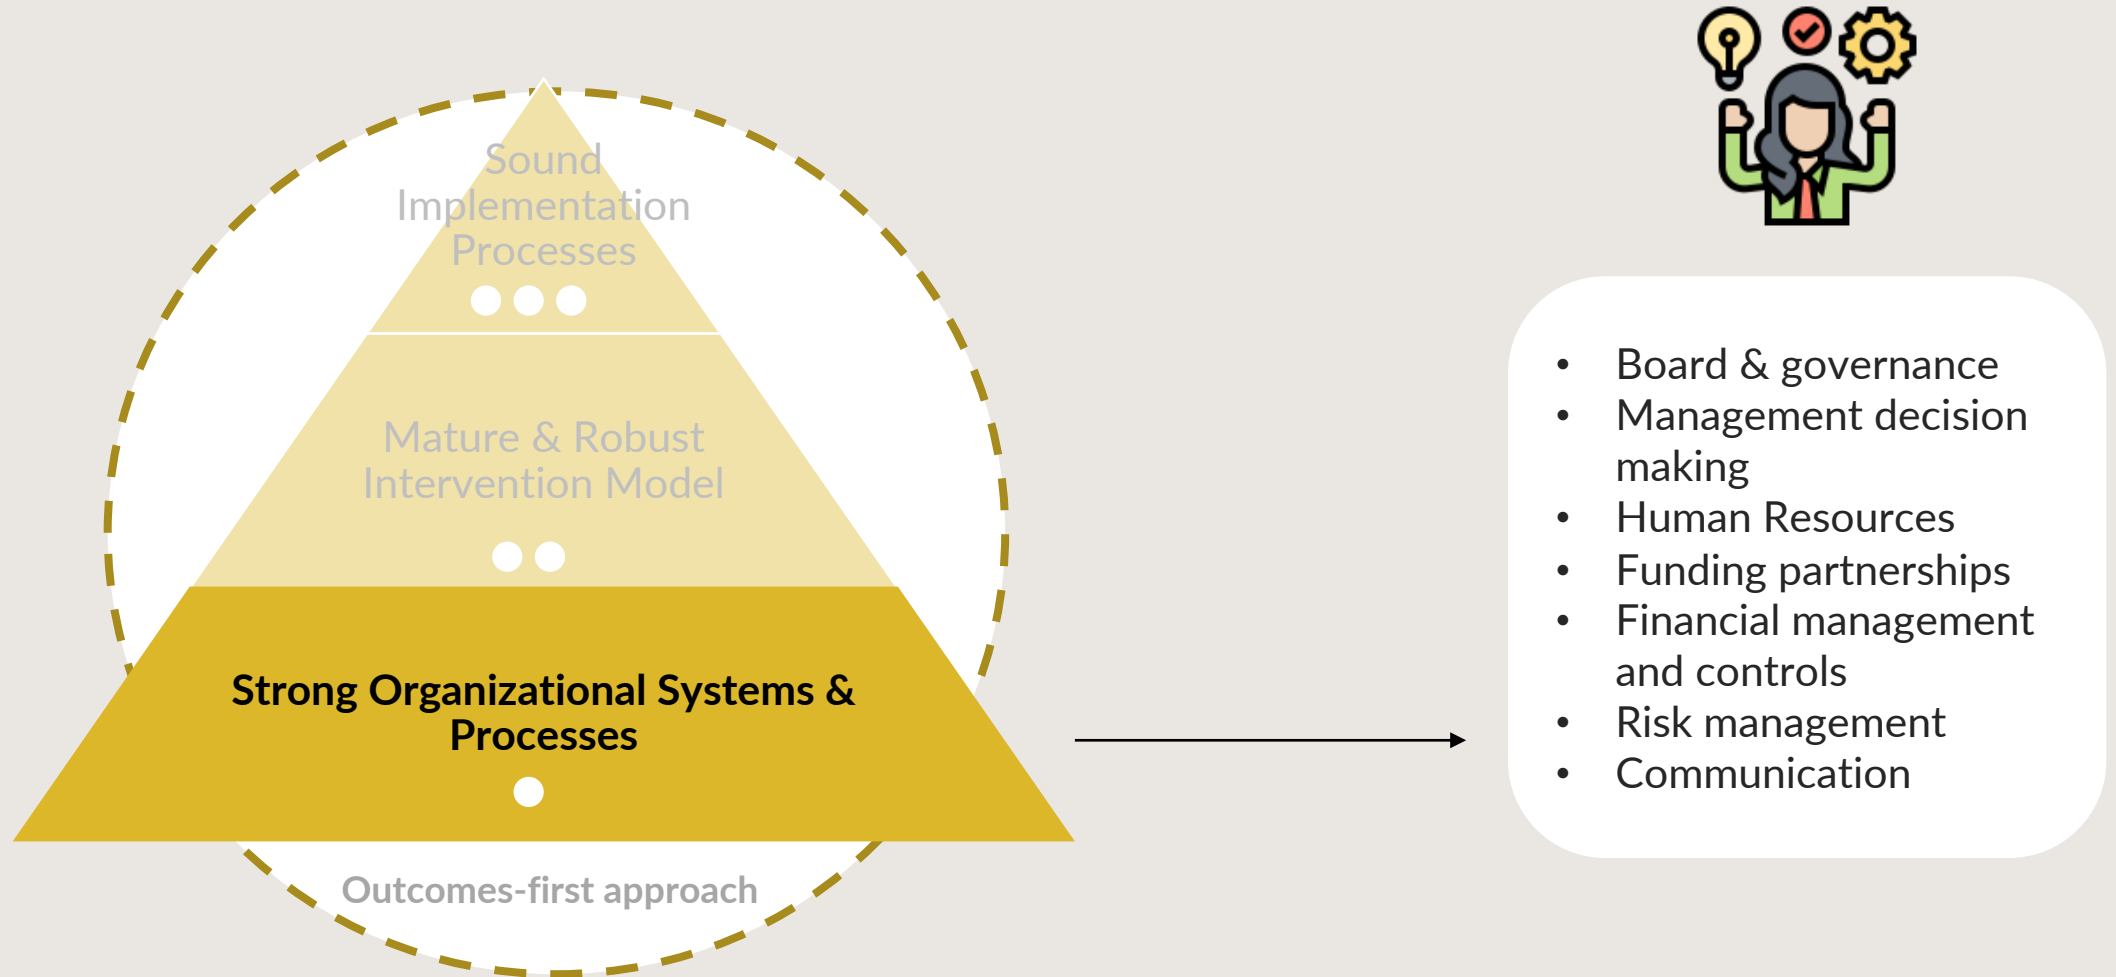 Sound
Implementation
Processes
Mature & Robust
Intervention Model
Strong Organizational Systems &
Processes
Outcomes-first approach
• Board & governance
• Management decision
making
• Human Resources
• Funding partnerships
• Financial management
and controls
• Risk management
• Communication